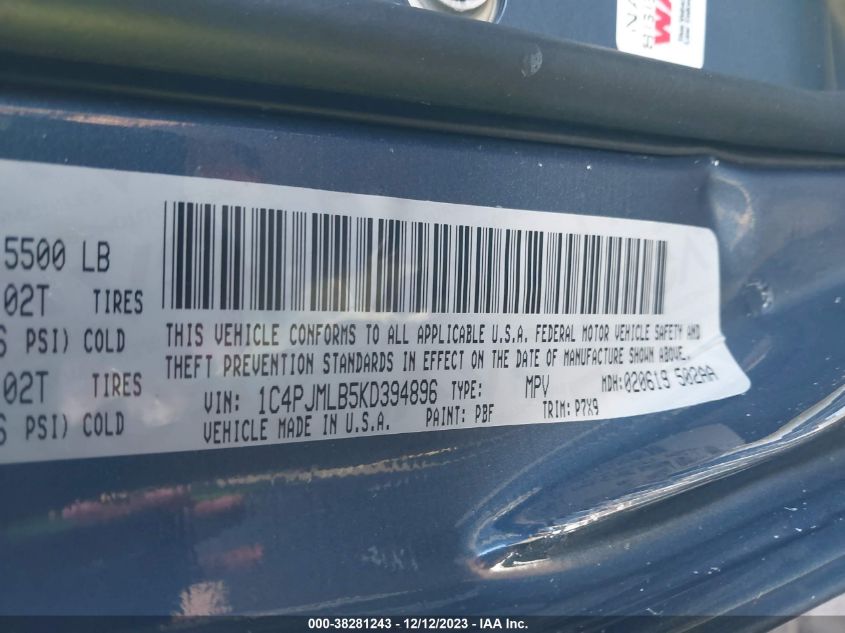 5500 LB
02T TIRES
PSI) COLD
02T
PSI) COLD
THIS VEHICLE CONFORMS TO ALL APPLICABLE U.S.A. FEDERAL MOTOR VEHICLE SAFETY AND
THEFT PREVENTION STANDARDS IN EFFECT ON THE DATE OF MANUFACTURE SHOWN ABOVE.
VIN: 1C4PJMLB5KD394896 TYPE: MPV MDH:020619 502AA
VEHICLE MADE IN U.S.A. PAINT: PBF TRIM: P7X9
000-38281243 - 12/12/2023 - IAA Inc.